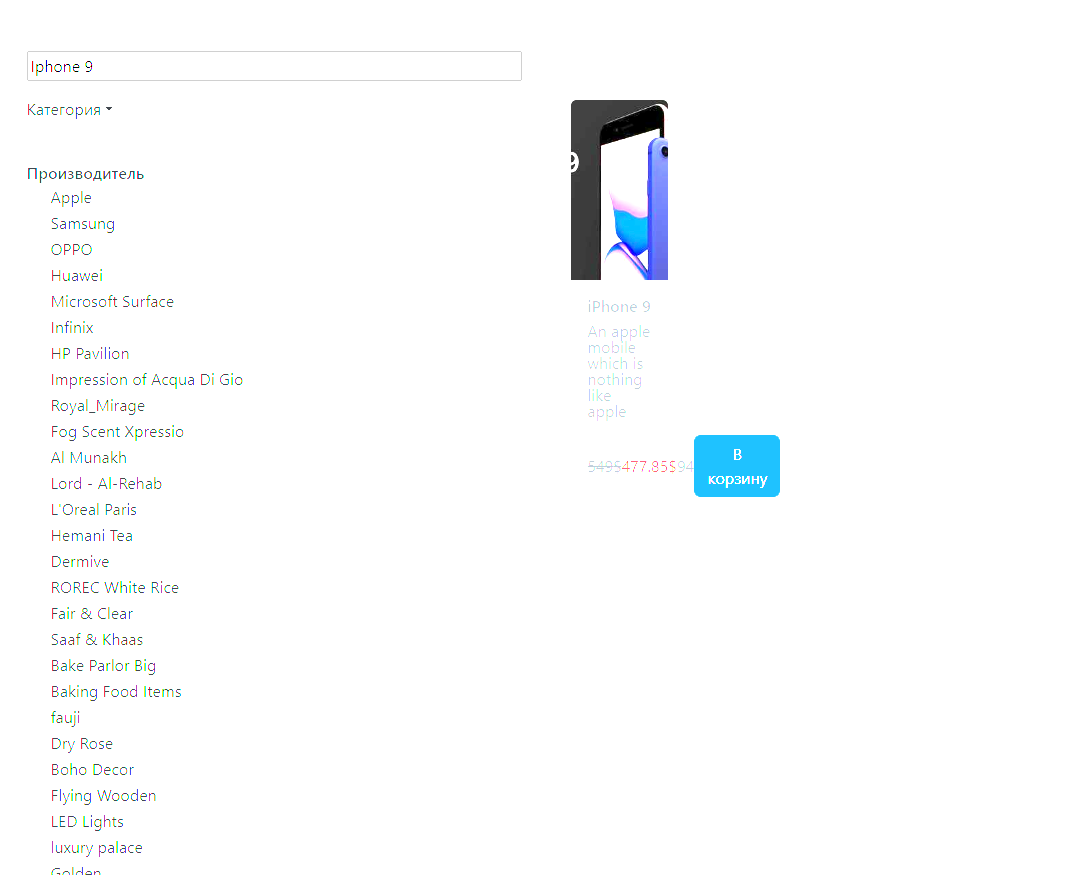 Iphone 9
Категория
Производитель
Apple
Samsung
OPPO
Huawei
Microsoft Surface
Infinix
HP Pavilion
Impression of Acqua Di Gio
Royal_Mirage
Fog Scent Xpressio
Al Munakh
Lord - Al-Rehab
L'Oreal Paris
Hemani Tea
Dermive
ROREC White Rice
Fair & Clear
Saaf & Khaas
Bake Parlor Big
Baking Food Items
fauji
Dry Rose
Boho Decor
Flying Wooden
LED Lights
luxury palace
Golden
9
iPhone 9
An apple
mobile
which is
nothing
like
apple
549$477.85$94
В
корзину